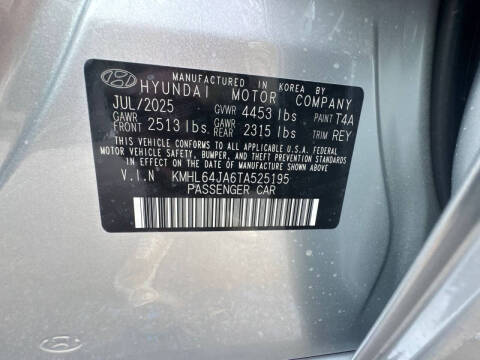 MANUFACTURED IN KOREA BY
HYUNDAI MOTOR COMPANY
JUL/2025 GVWR 4453 lbs PAINT T4A
GAWR FRONT 2513 lbs. GAWR REAR 2315 lbs TRIM REY
THIS VEHICLE CONFORMS TO ALL APPLICABLE U.S.A. FEDERAL
MOTOR VEHICLE SAFETY, BUMPER, AND THEFT PREVENTION STANDARDS
IN EFFECT ON THE DATE OF MANUFACTURE SHOWN ABOVE
V.I.N KMHL64JA6TA525195
PASSENGER CAR